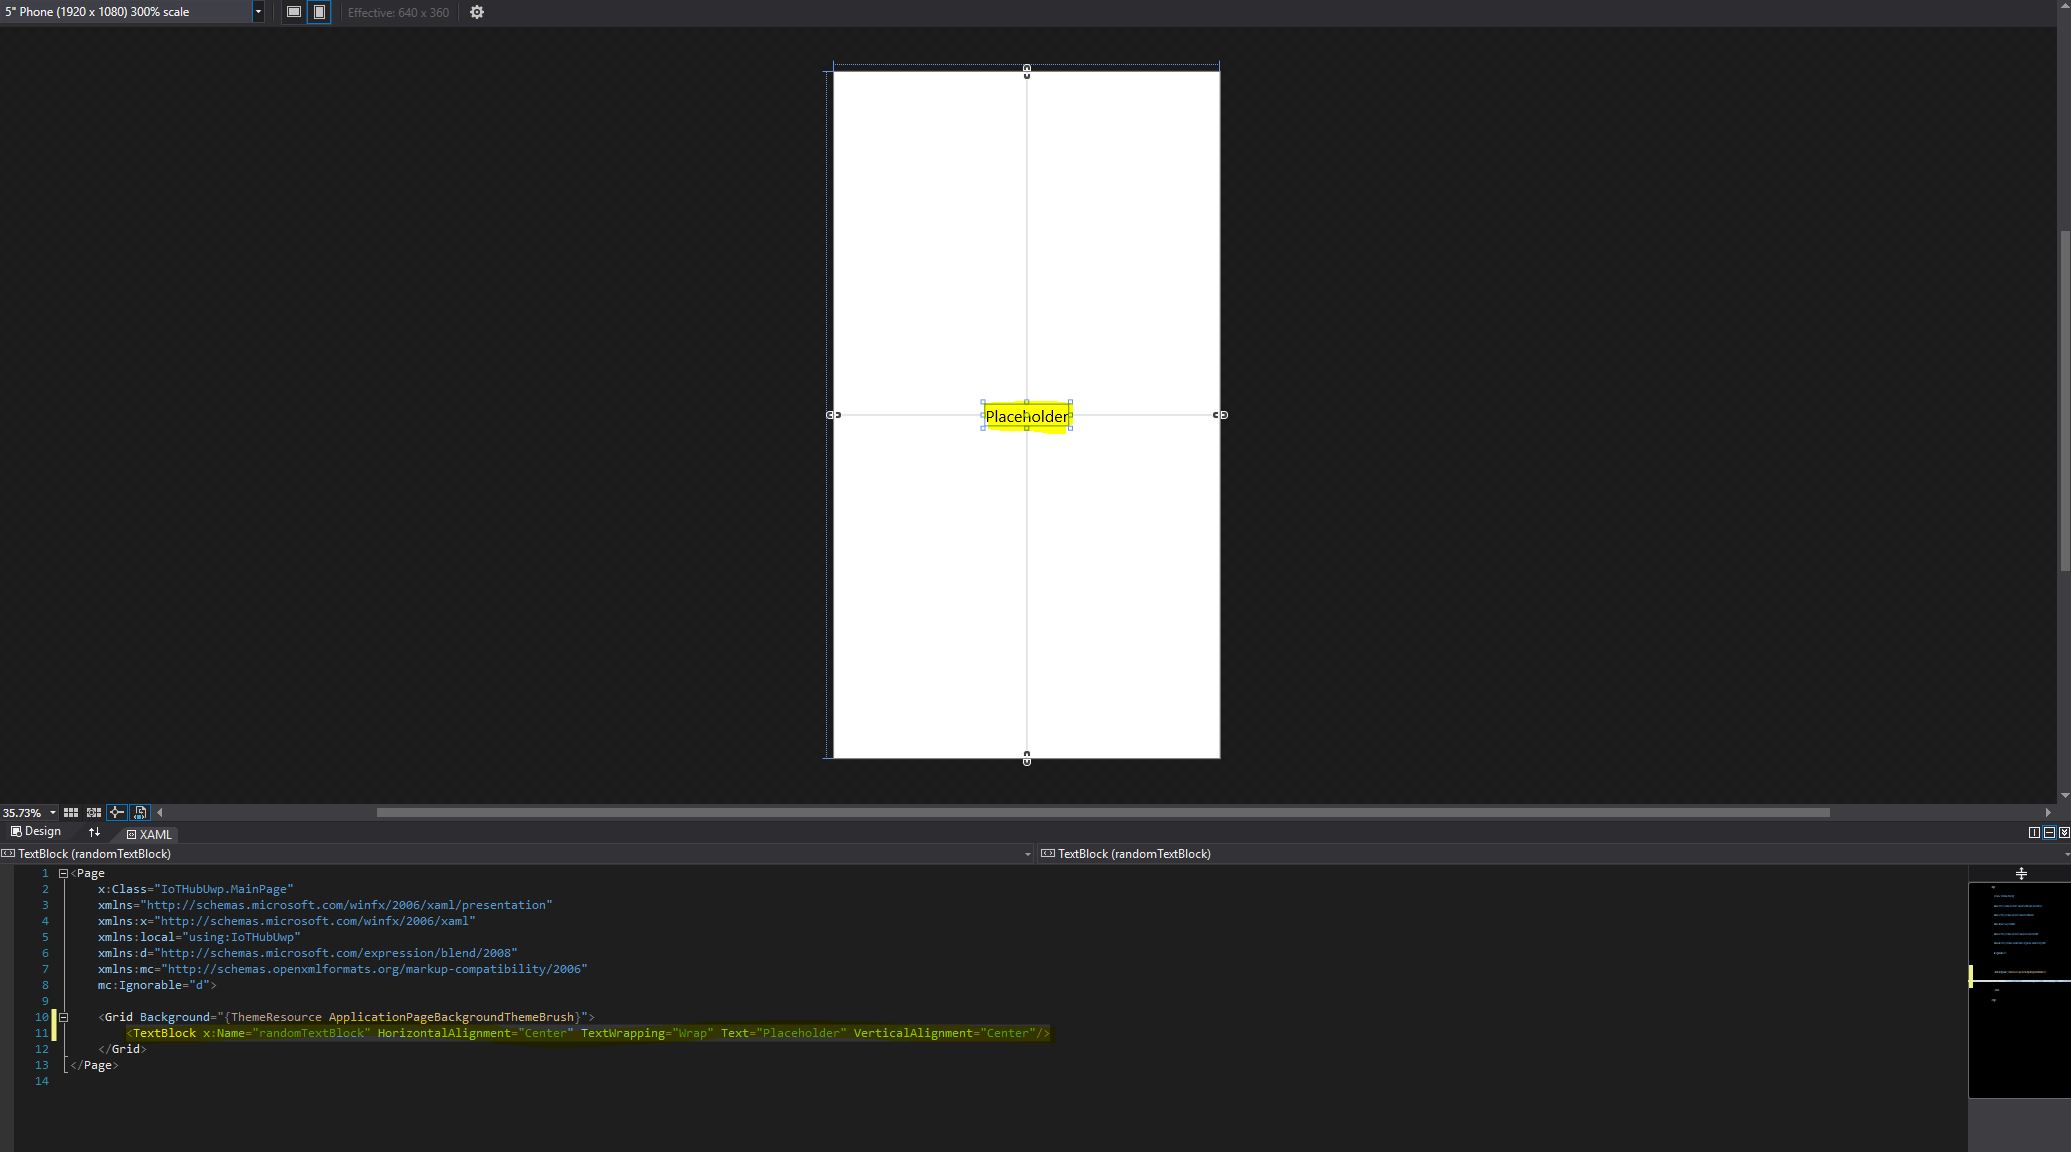 5" Phone (1920 x 1080) 300% scale
Effective: 640 x 360
Placeholder
35.73%
Design
XAML
TextBlock (randomTextBlock)
TextBlock (randomTextBlock)
1 <Page
2 x:Class="IoTHubUwp.MainPage"
3 xmlns="http://schemas.microsoft.com/winfx/2006/xaml/presentation"
4 xmlns:x="http://schemas.microsoft.com/winfx/2006/xaml"
5 xmlns:local="using:IoTHubUwp"
6 xmlns:d="http://schemas.microsoft.com/expression/blend/2008"
7 xmlns:mc="http://schemas.openxmlformats.org/markup-compatibility/2006"
8 mc:Ignorable="d">
9
10 <Grid Background="{ThemeResource ApplicationPageBackgroundThemeBrush}">
11 <TextBlock x:Name="randomTextBlock" HorizontalAlignment="Center" TextWrapping="Wrap" Text="Placeholder" VerticalAlignment="Center"/>
12 </Grid>
13 </Page>
14